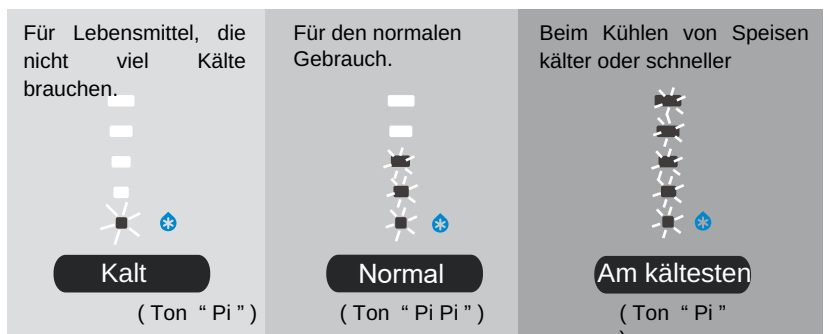 Für Lebensmittel, die
nicht viel Kälte
brauchen.
Kalt
( Ton “ Pi ” )
Für den normalen
Gebrauch.
Normal
( Ton “ Pi Pi ” )
Beim Kühlen von Speisen
kälter oder schneller
Am kältesten
( Ton “ Pi ”
)